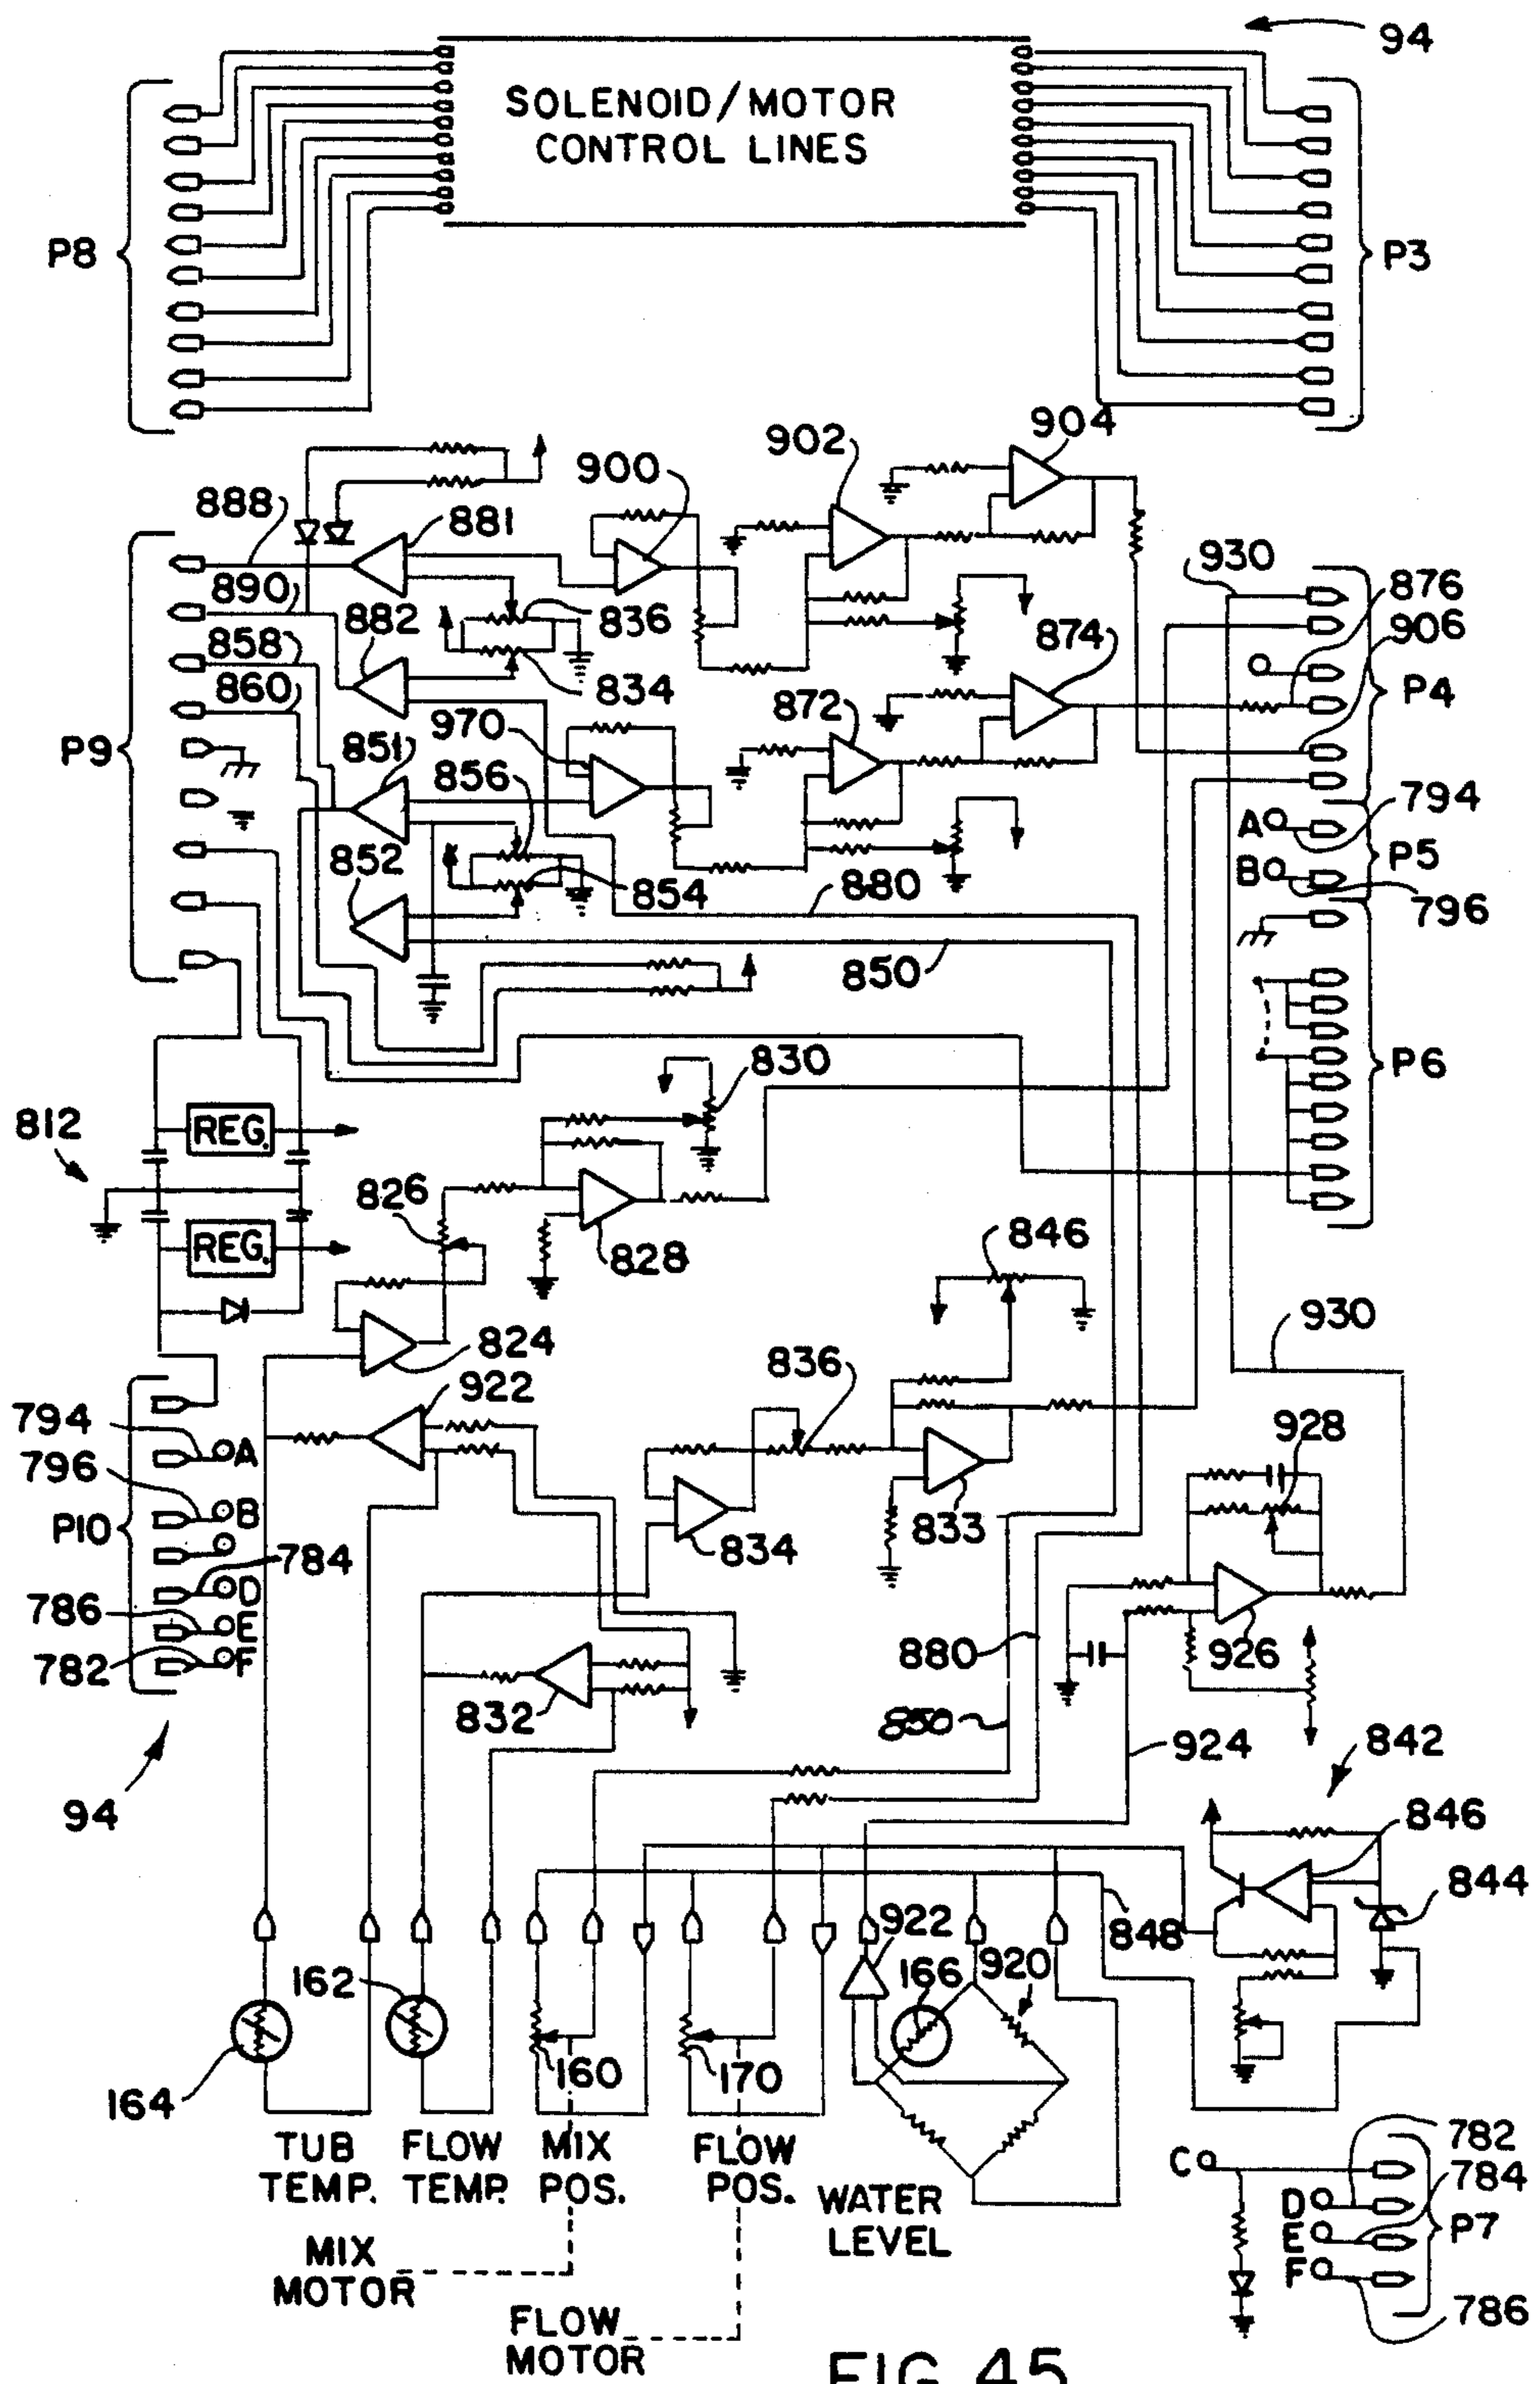 94
SOLENOID/MOTOR
CONTROL LINES
P8
P3
902
904
900
888
881
930
876
890
882
836
874
906
858
834
860
970
872
P4
P9
851
856
794
A
P5
852
854
B
880
796
850
830
P6
812
REG.
826
REG.
828
846
824
930
836
922
794
A
928
796
B
P10
833
784
834
D
786
E
880
926
782
F
832
850
924
842
94
846
844
922
848
162
166
920
160
170
164
TUB
TEMP.
FLOW
TEMP.
MIX
POS.
FLOW
POS.
WATER
LEVEL
C
782
784
D
E
P7
F
786
MIX
MOTOR
FLOW
MOTOR
FIG. 45